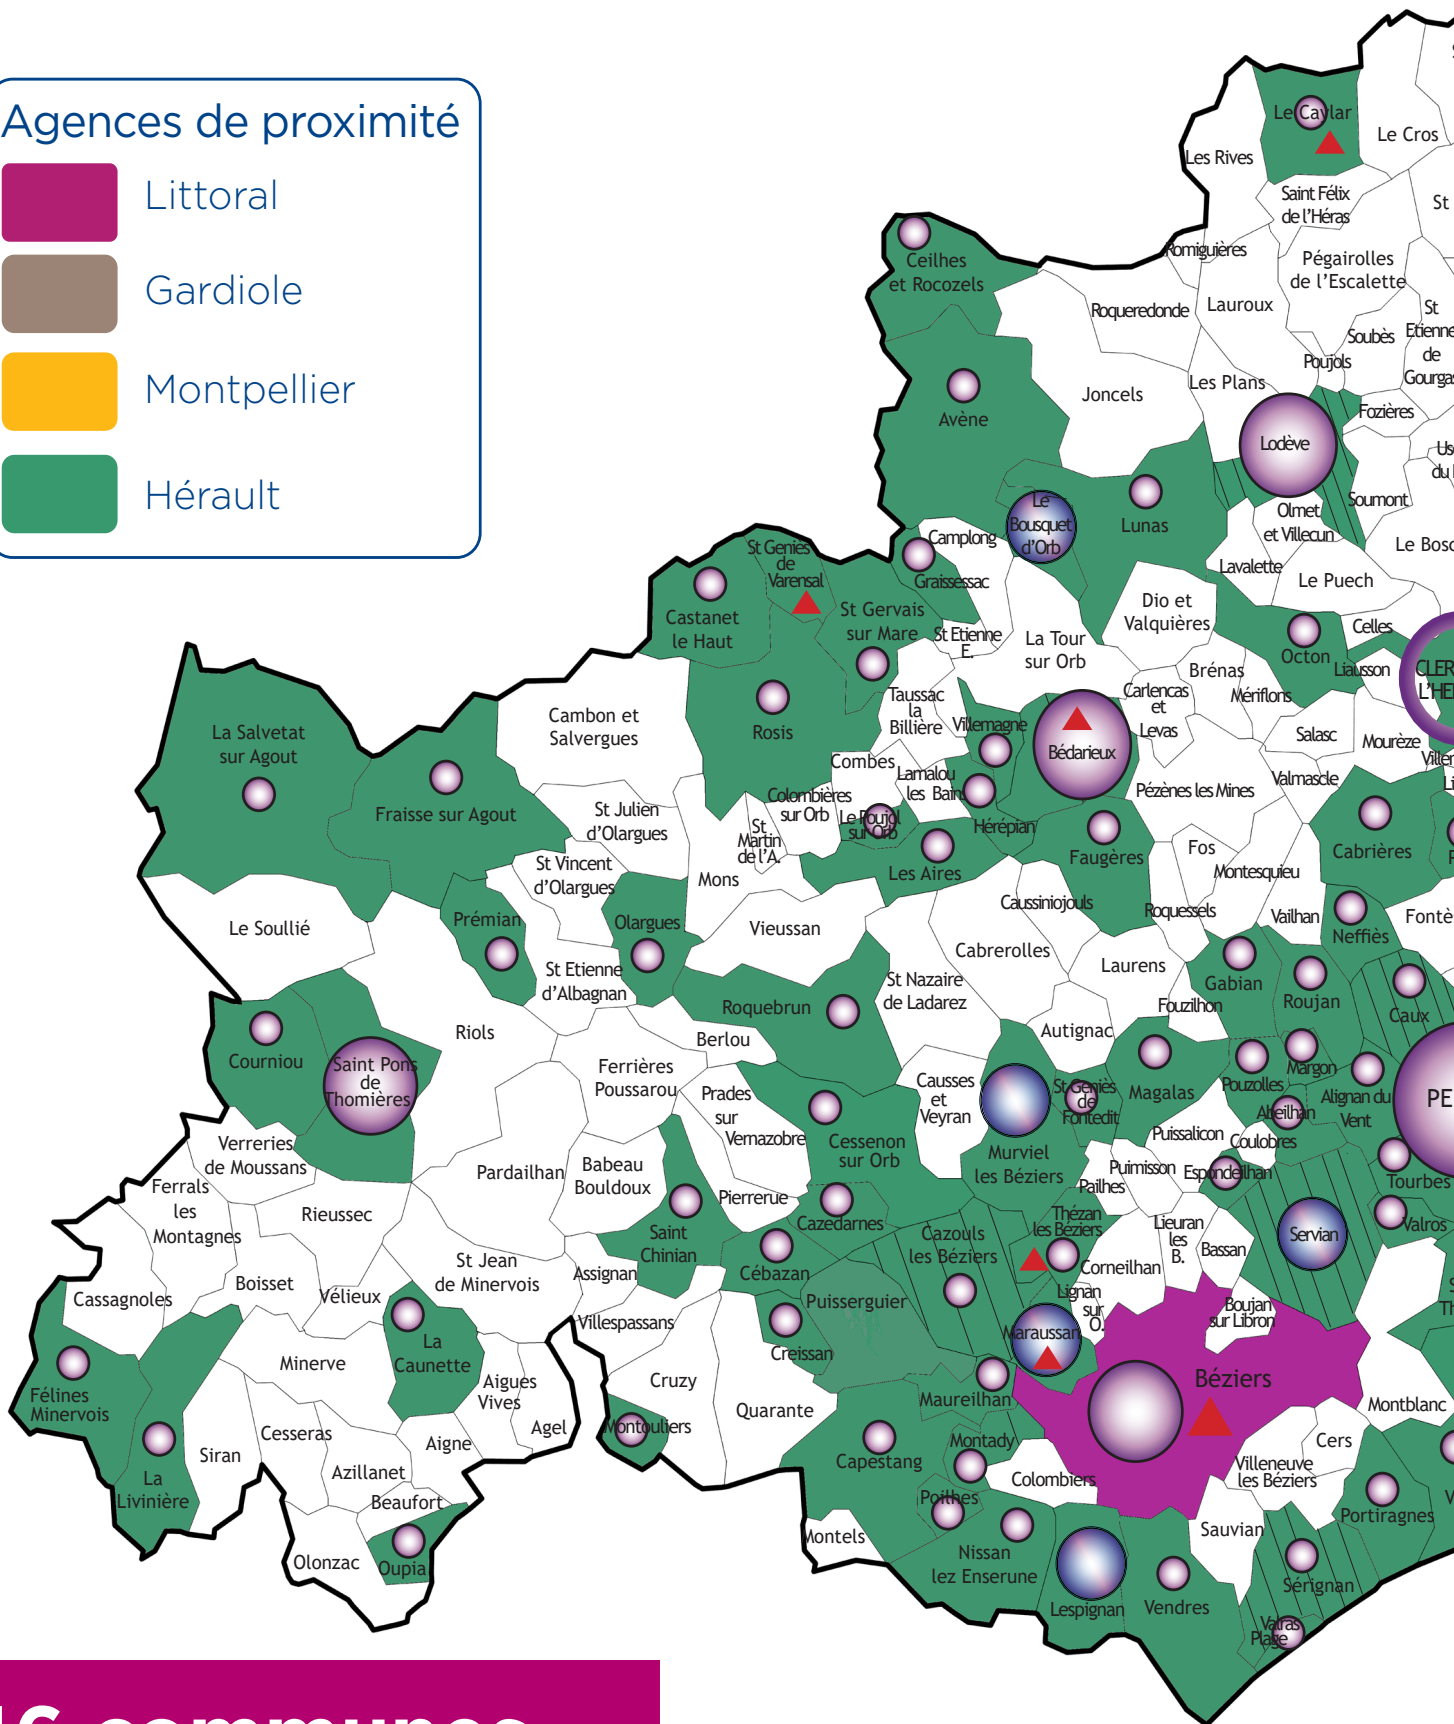 Agences de proximité
Littoral
Gardiole
Montpellier
Hérault
Le Caylar
Le Cros
Les Rives
Saint Félix
de l'Héras
St
Romiguières
Pégairolles
de l'Escalette
Ceilhes
et Rocozels
Roqueredonde
Lauroux
St
Etienne
de
Gourgas
Soubès
Poujols
Les Plans
Joncels
Fozières
Avène
Lodève
Le
Bousquet
d'Orb
Lunas
Soumont
Olmet
et Villecun
Camplong
Le Bosc
St Geniès
de
Varensal
Graissessac
Lavalette
Le Puech
Castanet
le Haut
St Gervais
sur Mare
Dio et
Valquières
St Etienne
E.
La Tour
sur Orb
Celles
Octon
Liausson
CLER
L'HE
Brénas
Mériflons
Carlencas
et
Levas
Taussac
la
Billière
Villemagne
Cambon et
Salvergues
La Salvetat
sur Agout
Rosis
Bédarieux
Salasc
Mourèze
Combes
Lamalou
les Bains
Valmascle
Pézènes les Mines
Colombières
sur Orb
Le Poujol
sur Orb
Hérépian
Fraisse sur Agout
St Julien
d'Olargues
St
Martin
de l'A.
Les Aires
Faugères
Fos
Cabrières
Montesquieu
St Vincent
d'Olargues
Mons
Caussiniojouls
Roquessels
Vailhan
Neffiès
Fontè
Le Soullié
Prémian
Olargues
Vieussan
Cabrerolles
Laurens
St Etienne
d'Albagnan
St Nazaire
de Ladarez
Gabian
Roujan
Fouzilhon
Caux
Roquebrun
Riols
Berlou
Autignac
Courniou
Saint Pons
de
Thomières
Ferrières
Poussarou
Prades
sur
Vernazobre
Causses
et
Veyran
St Geniès
de
Fontedit
Magalas
Pouzolles
Margon
Abeilhan
Alignan du
Vent
PE
Verreries
de Moussans
Cessenon
sur Orb
Murviel
les Béziers
Puissalicon
Coulobres
Puimisson
Espondeilhan
Pailhes
Tourbes
Pardailhan
Babeau
Bouldoux
Pierrerue
Ferrals
les
Montagnes
Rieussec
Cazedarnes
Thézan
les Béziers
Lieuran
les
B.
Bassan
Servian
Valros
Saint
Chinian
Cazouls
les Béziers
Corneilhan
St Jean
de Minervois
Assignan
Cébazan
Boisset
Vélieux
Cassagnoles
Puisserguier
Lignan
sur
O.
Boujan
sur Libron
Villespassans
Maraussan
La
Caunette
Minerve
Creissan
Béziers
Aigues
Vives
Cruzy
Maureilhan
Félines
Minervois
Quarante
Montblanc
Agel
Montouliers
Cesseras
Aigne
Montady
Cers
Siran
Capestang
Villeneuve
les Béziers
Azillanet
Colombiers
La
Livinière
Beaufort
Poilhes
Portiragnes
Montels
Sauvian
Olonzac
Oupia
Nissan
lez Enserune
Sérignan
Lespignan
Vendres
Valras
Plage
communes